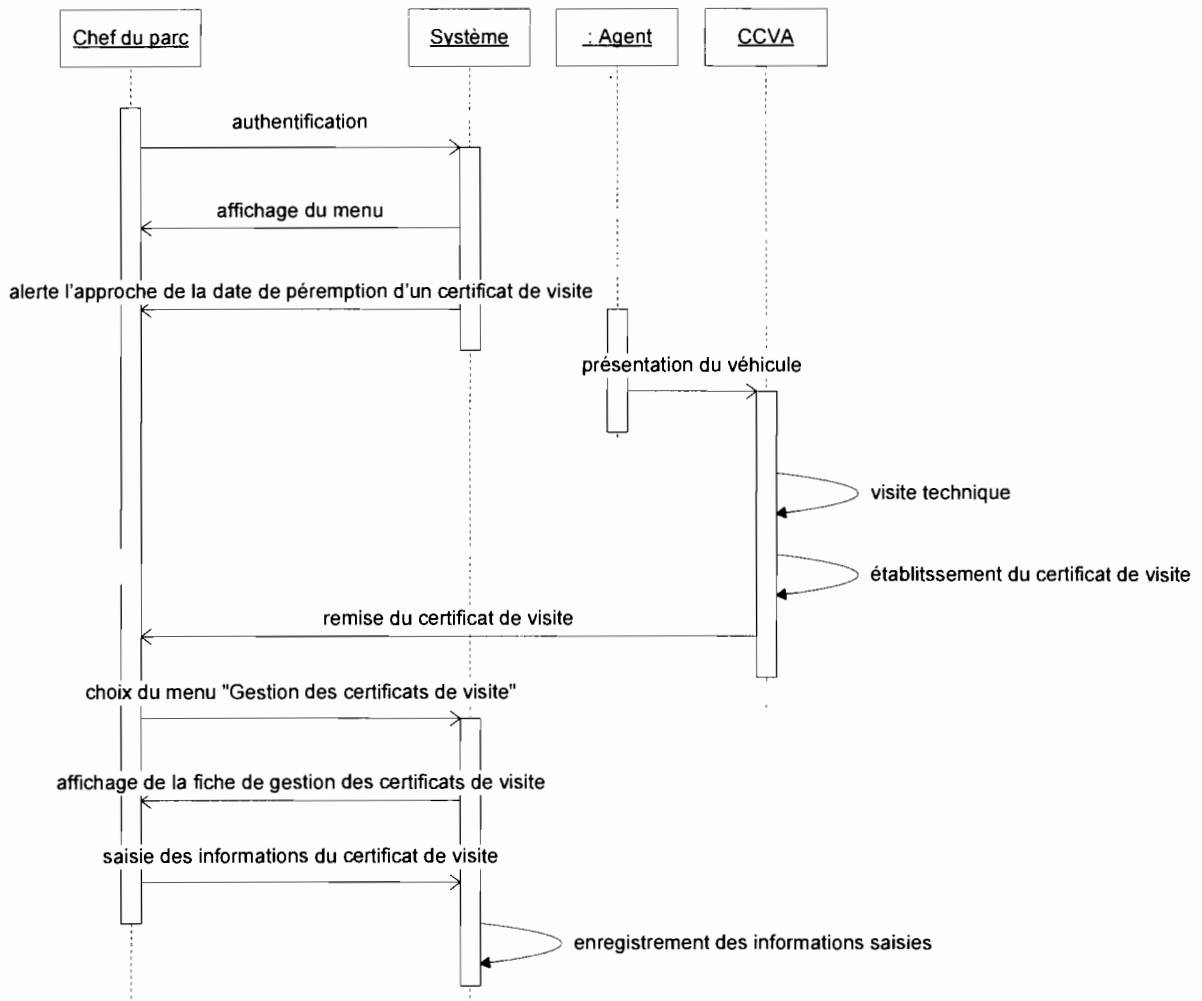 Chef du parc
Système
: Agent
CCVA
authentification
affichage du menu
alerte l'approche de la date de péremption d'un certificat de visite
présentation du véhicule
visite technique
établitssement du certificat de visite
remise du certificat de visite
choix du menu "Gestion des certificats de visite"
affichage de la fiche de gestion des certificats de visite
saisie des informations du certificat de visite
enregistrement des informations saisies